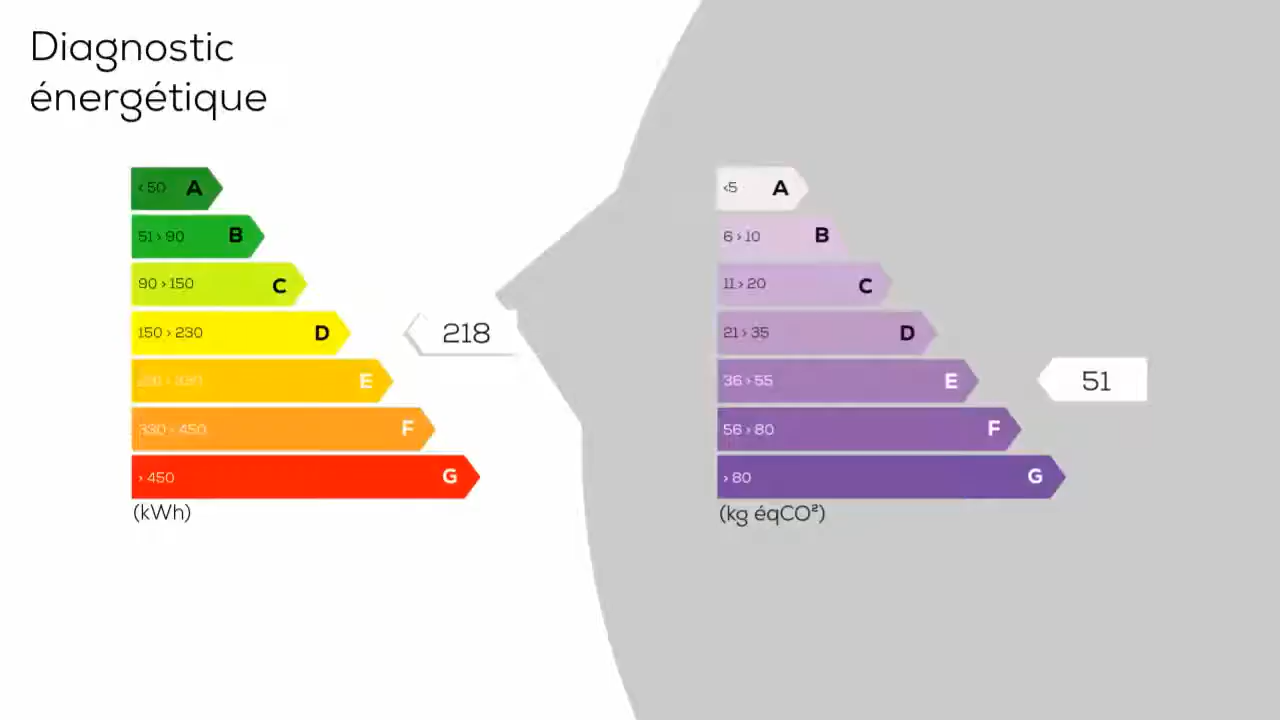 Diagnostic
énergétique
< 50 A
51 > 90 B
90 > 150 C
150 > 230 D
218
E
330 > 450 F
> 450 G
(kWh)
<5 A
6 > 10 B
11 > 20 C
21 > 35 D
36 > 55 E
51
56 > 80 F
> 80 G
(kg éqCO²)